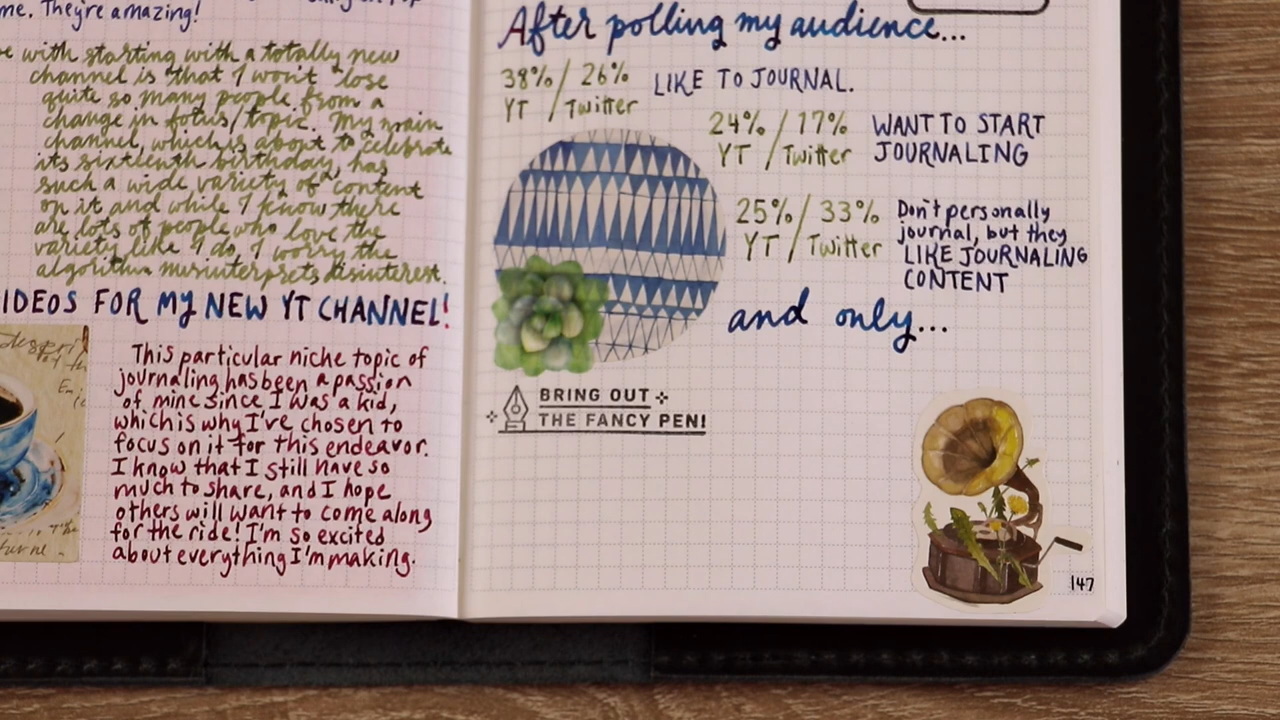 me. They're amazing!
with starting with a totally new
channel is that I won't lose
quite so many people from a
change in focus/topic. My main
channel, which is about to celebrate
its sixteenth birthday, has
such a wide variety of content
on it and while I know there
are lots of people who love the
variety like I do, I worry the
algorithm misinterprets disinterest.
IDEOS FOR MY NEW YT CHANNEL!
This particular niche topic of
journaling has been a passion
of mine since I was a kid,
which is why I've chosen to
focus on it for this endeavor.
I know that I still have so
much to share, and I hope
others will want to come along
for the ride! I'm so excited
about everything I'm making.
After polling my audience...
38% / 26% LIKE TO JOURNAL.
YT / Twitter
24% / 17% WANT TO START
YT / Twitter JOURNALING
25% / 33% Don't personally
YT / Twitter journal, but they
LIKE JOURNALING
CONTENT
and only...
BRING OUT
THE FANCY PEN!
147